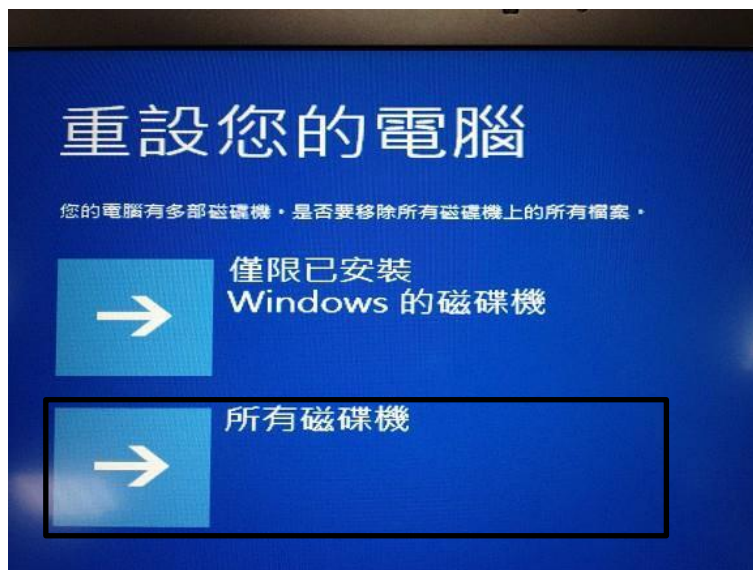 重設您的電腦
您的電腦有多部磁碟機。是否要移除所有磁碟機上的所有檔案。
僅限已安裝
Windows 的磁碟機
所有磁碟機